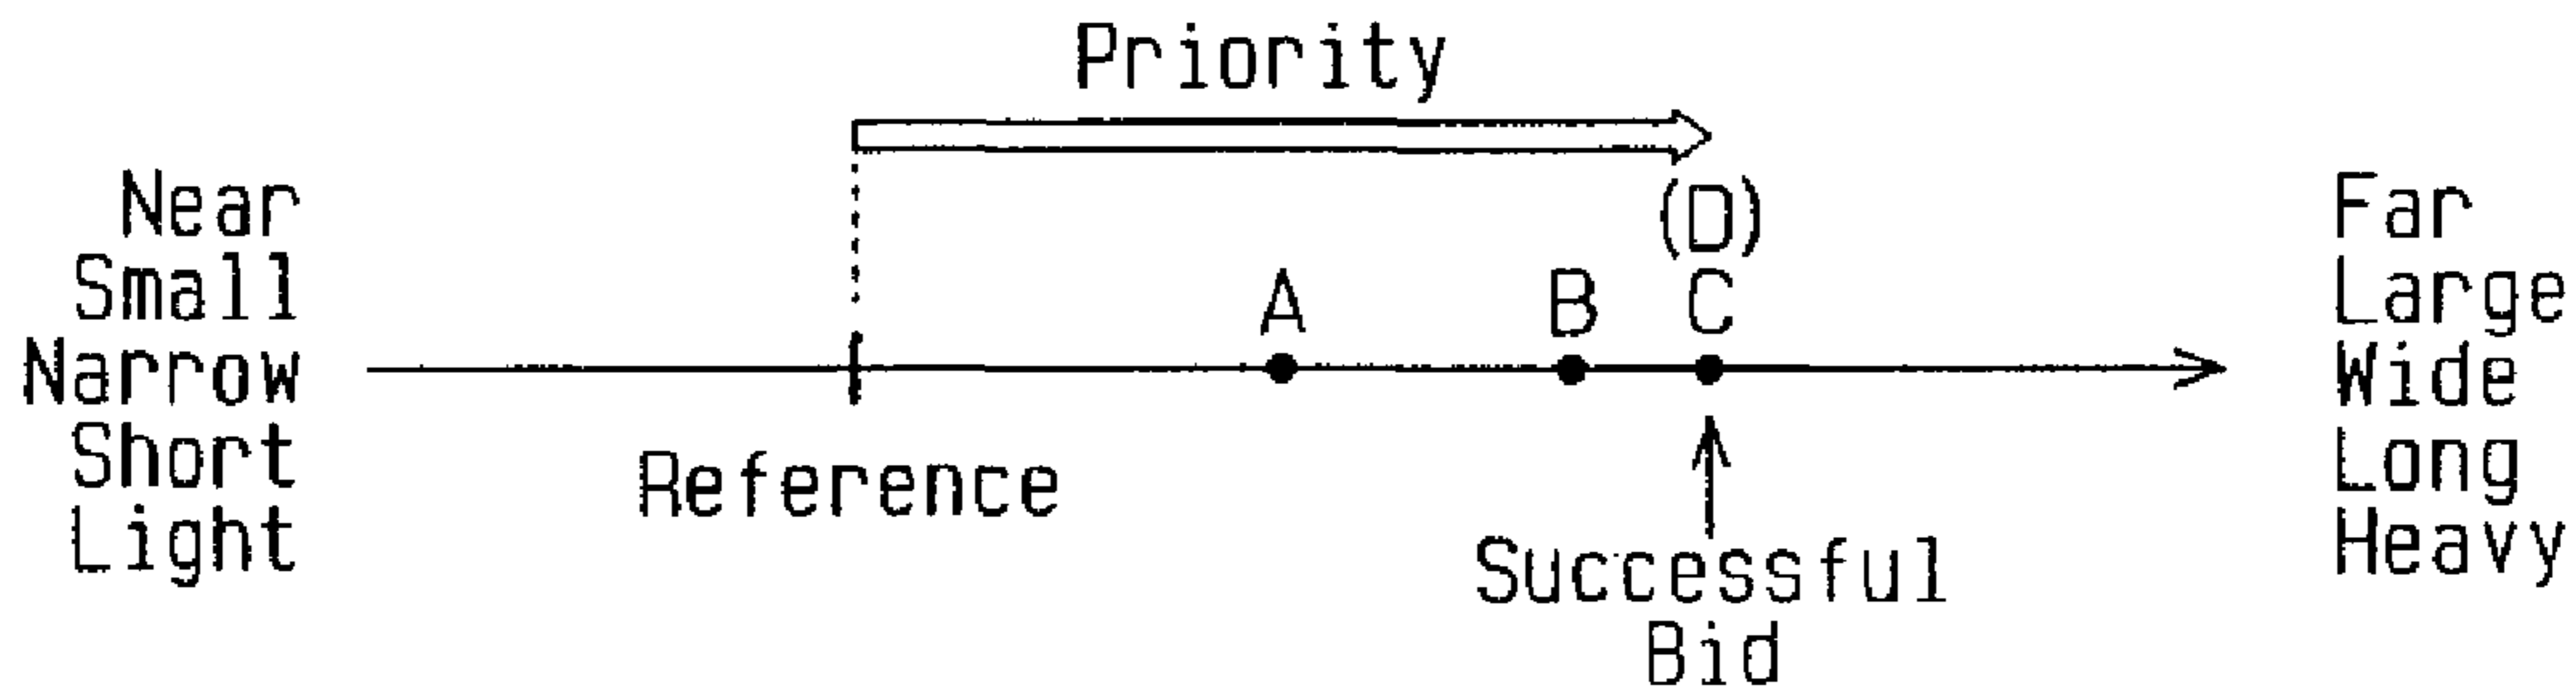 Priority
Near
Small
Narrow
Short
Light
(D)
A
B
C
Far
Large
Wide
Long
Heavy
Reference
Successful
Bid